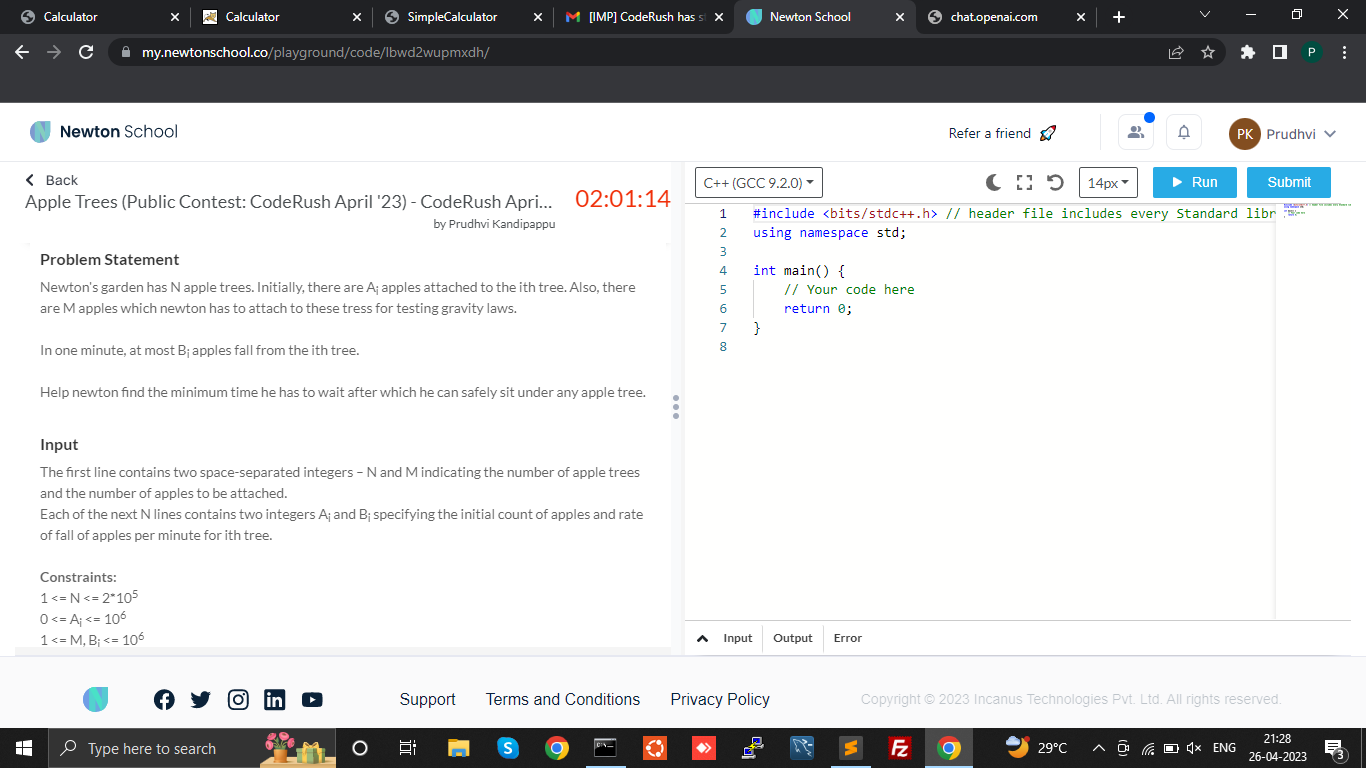 Calculator
Calculator
SimpleCalculator
[IMP] CodeRush has s
Newton School
chat.openai.com
my.newtonschool.co/playground/code/lbwd2wupmxdh/
P
Newton School
Refer a friend
PK
Prudhvi
Back
Apple Trees (Public Contest: CodeRush April '23) - CodeRush Apri...
02:01:14
by Prudhvi Kandipappu
C++ (GCC 9.2.0)
14px
Run
Submit
Problem Statement
Newton's garden has N apple trees. Initially, there are Ai apples attached to the ith tree. Also, there
are M apples which newton has to attach to these tress for testing gravity laws.
In one minute, at most Bi apples fall from the ith tree.
Help newton find the minimum time he has to wait after which he can safely sit under any apple tree.
Input
The first line contains two space-separated integers – N and M indicating the number of apple trees
and the number of apples to be attached.
Each of the next N lines contains two integers Ai and Bi specifying the initial count of apples and rate
of fall of apples per minute for ith tree.
Constraints:
1 <= N <= 2*10^5
0 <= Ai <= 10^6
1 <= M, Bi <= 10^6
1 #include <bits/stdc++.h> // header file includes every Standard libr
2 using namespace std;
3
4 int main() {
5 // Your code here
6 return 0;
7 }
8
Input
Output
Error
Support
Terms and Conditions
Privacy Policy
Copyright © 2023 Incanus Technologies Pvt. Ltd. All rights reserved.
Type here to search
29°C
ENG
21:28
26-04-2023
3